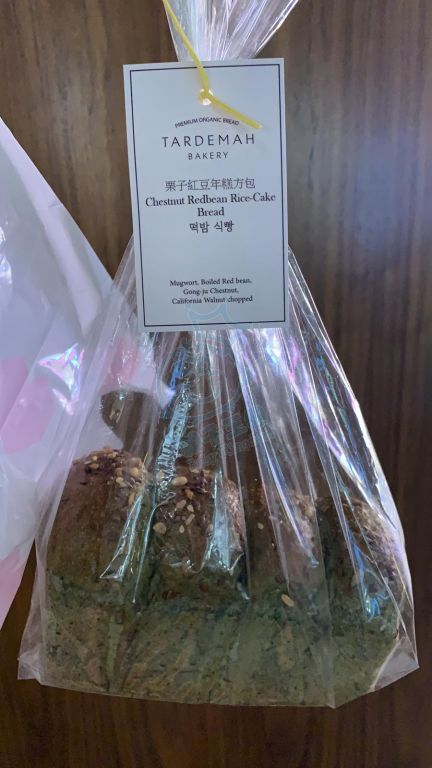 PREMIUM ORGANIC BREAD
TARDEMAH
BAKERY
栗子紅豆年糕方包
Chestnut Redbean Rice-Cake
Bread
떡밤 식빵
Mugwort, Boiled Red bean,
Gong-ju Chestnut,
California Walnut chopped